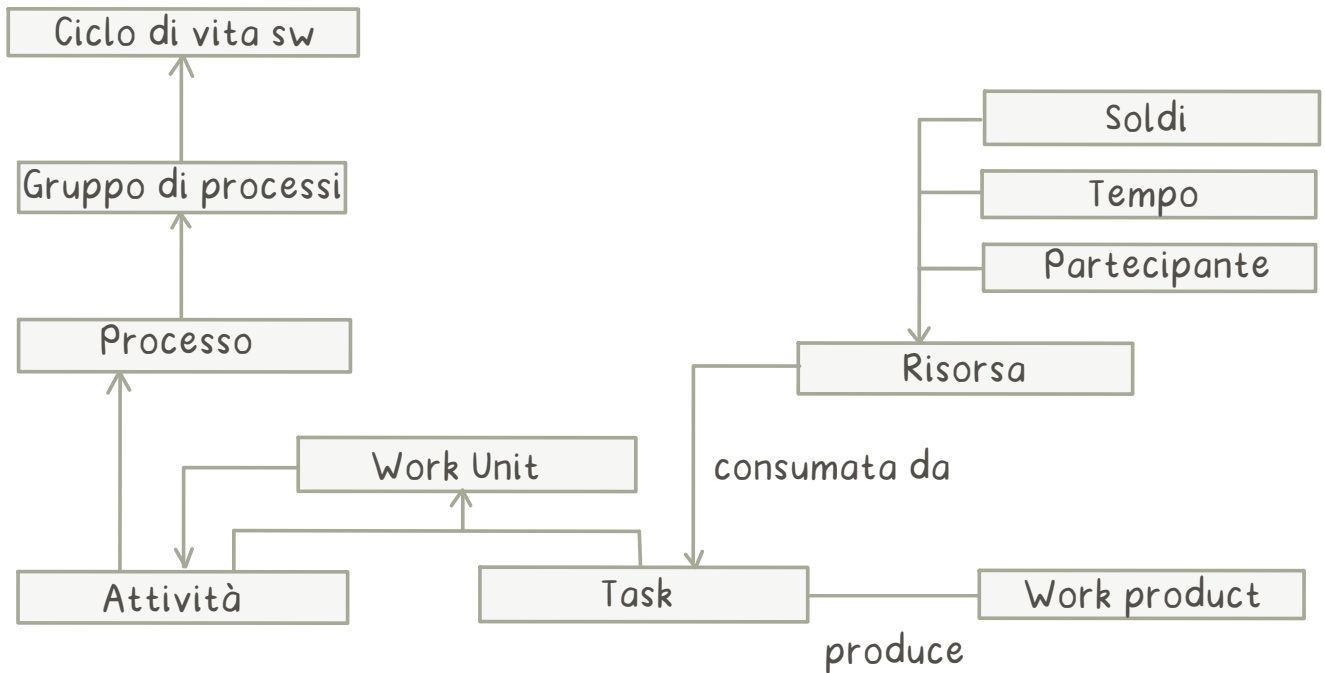 Ciclo di vita sw
Soldi
Gruppo di processi
Tempo
Partecipante
Processo
Risorsa
Work Unit
consumata da
Attività
Task
Work product
produce